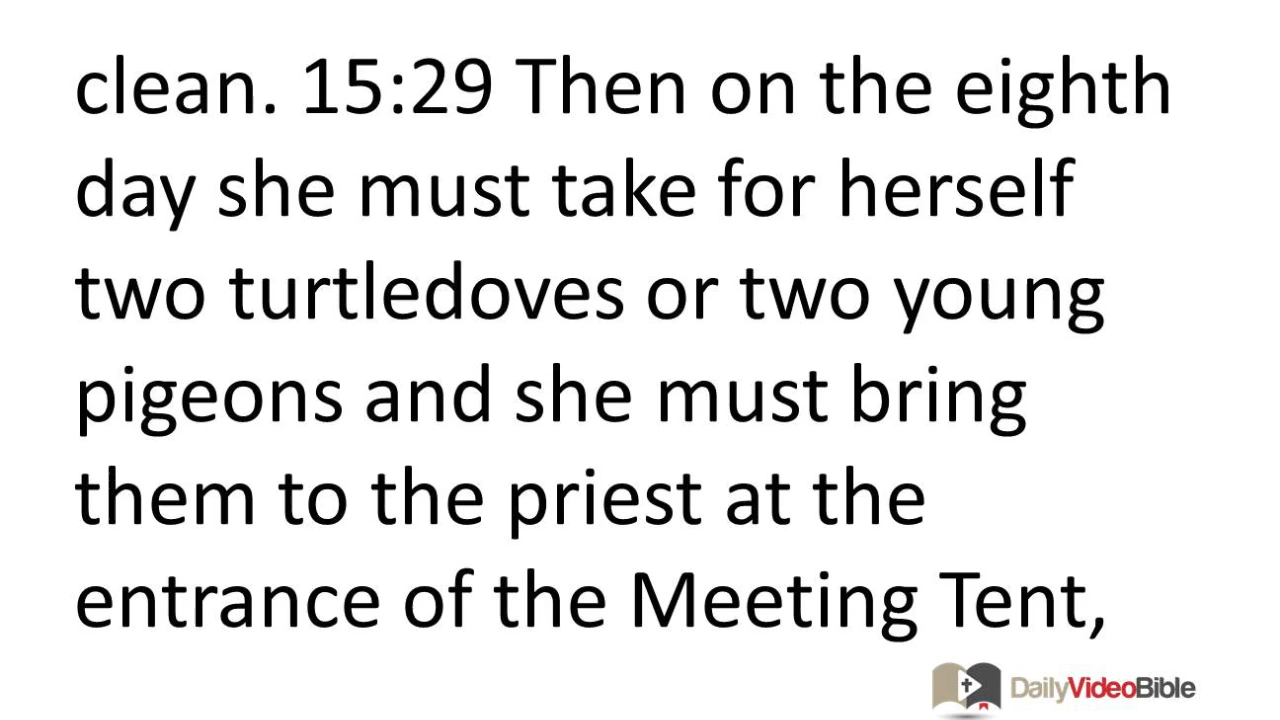 clean. 15:29 Then on the eighth
day she must take for herself
two turtledoves or two young
pigeons and she must bring
them to the priest at the
entrance of the Meeting Tent,
DailyVideoBible